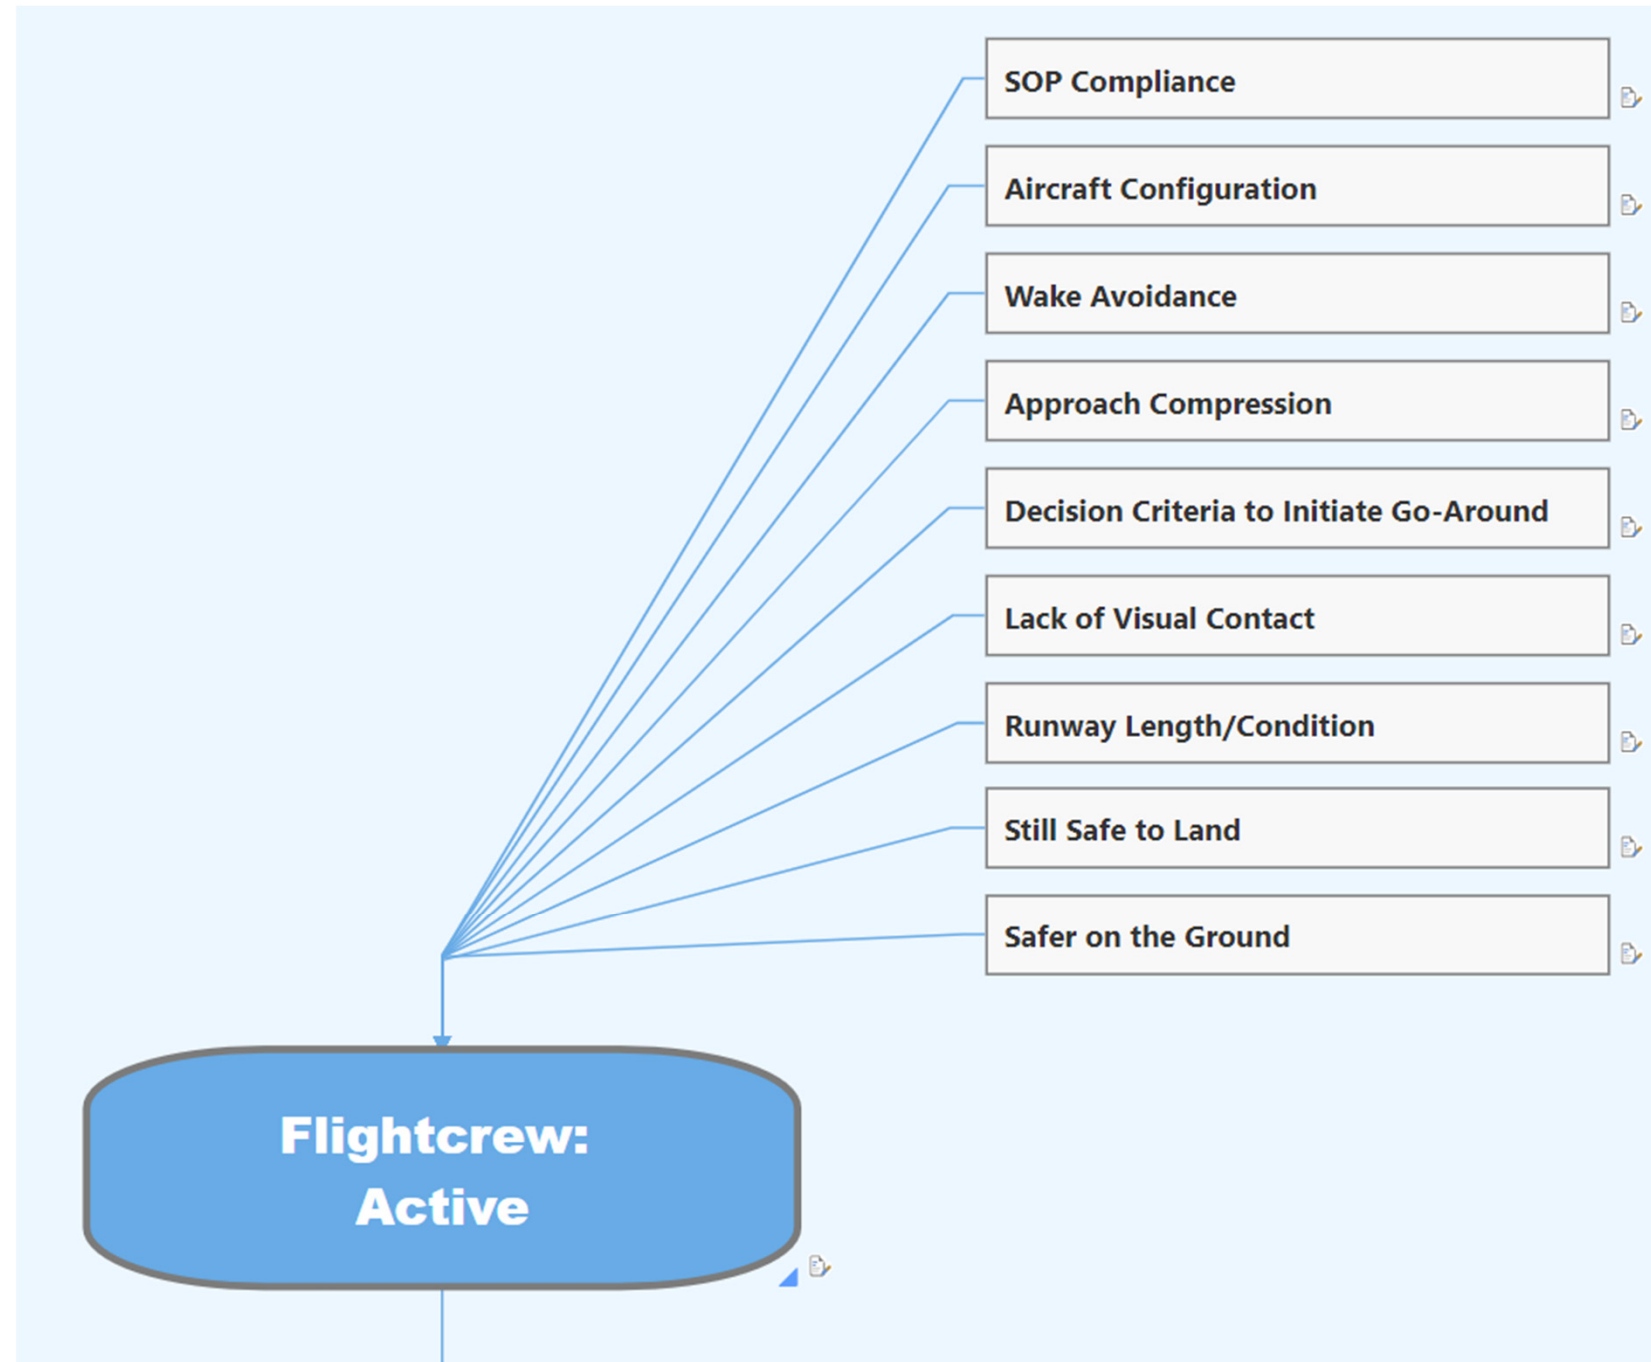 SOP Compliance
Aircraft Configuration
Wake Avoidance
Approach Compression
Decision Criteria to Initiate Go-Around
Lack of Visual Contact
Runway Length/Condition
Still Safe to Land
Safer on the Ground
Flightcrew:
Active